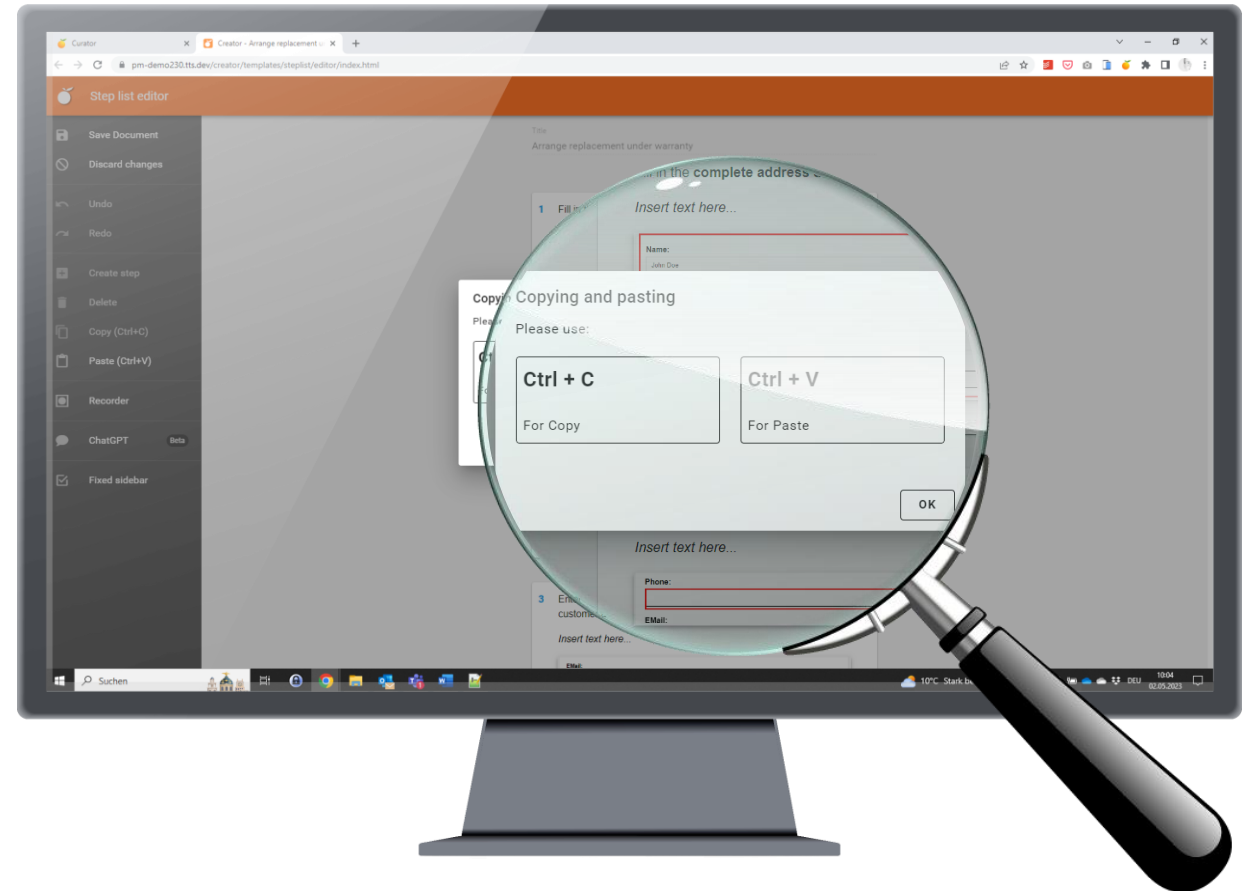 Curator
Creator - Arrange replacement u
pm-demo230.tts.dev/creator/templates/steplist/editor/index.html
Step list editor
Save Document
Discard changes
Undo
Redo
Create step
Delete
Copy (Ctrl+C)
Paste (Ctrl+V)
Recorder
ChatGPT Beta
Fixed sidebar
Title
Arrange replacement under warranty
in the complete address
1 Fill in
Insert text here...
Name:
John Doe
Copying and pasting
Please use:
Ctrl + C
For Copy
Ctrl + V
For Paste
OK
Insert text here...
Phone:
EMail:
3
custome
Insert text here...
EMail:
Suchen
10°C Stark
DEU
10:04
02.05.2023